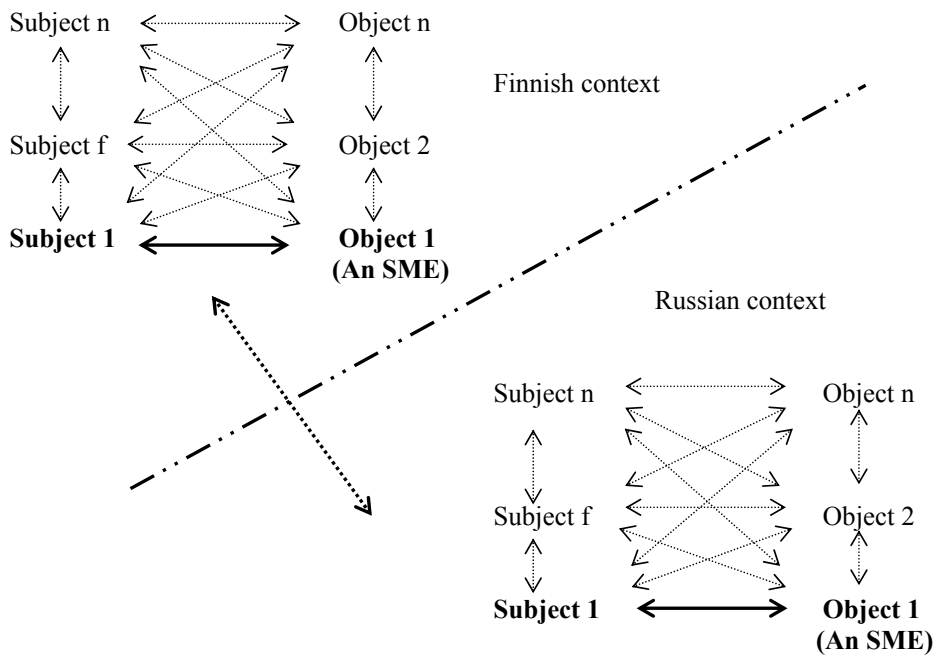 Subject n Object n
Finnish context
Subject f Object 2
Subject 1 Object 1
(An SME)
Russian context
Subject n Object n
Subject f Object 2
Subject 1 Object 1
(An SME)